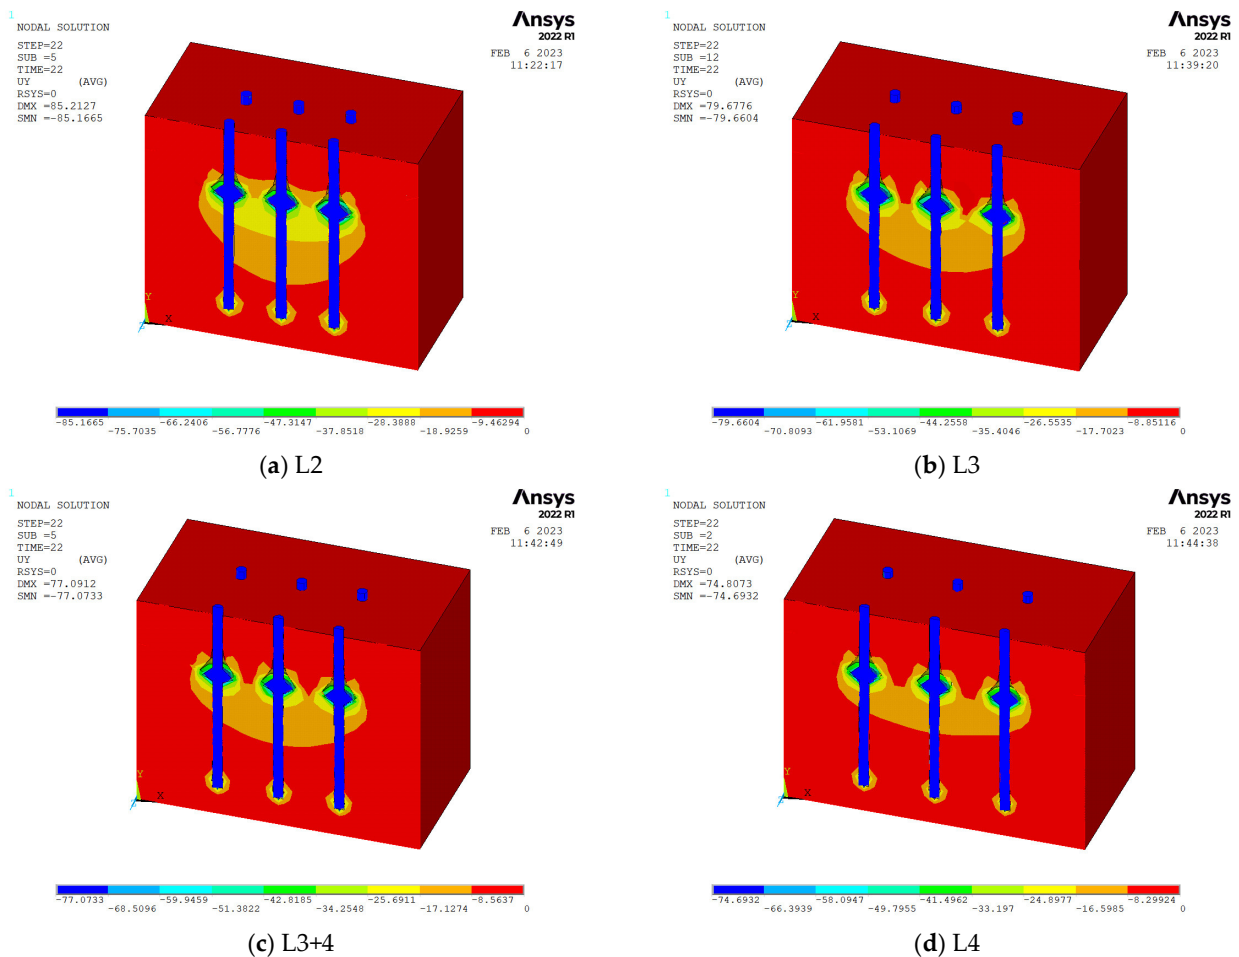 1
NODAL SOLUTION
STEP=22
SUB =5
TIME=22
UY (AVG)
RSYS=0
DMX =85.2127
SMN =-85.1665
Ansys
2022 R1
FEB 6 2023
11:22:17
Y
Z
X
-85.1665 -66.2406 -47.3147 -28.3888 -9.46294
-75.7035 -56.7776 -37.8518 -18.9259 0
(a) L2
1
NODAL SOLUTION
STEP=22
SUB =12
TIME=22
UY (AVG)
RSYS=0
DMX =79.6776
SMN =-79.6604
Ansys
2022 R1
FEB 6 2023
11:39:20
Y
Z
X
-79.6604 -61.9581 -44.2558 -26.5535 -8.85116
-70.8093 -53.1069 -35.4046 -17.7023 0
(b) L3
1
NODAL SOLUTION
STEP=22
SUB =5
TIME=22
UY (AVG)
RSYS=0
DMX =77.0912
SMN =-77.0733
Ansys
2022 R1
FEB 6 2023
11:42:49
Y
Z
X
-77.0733 -59.9459 -42.8185 -25.6911 -8.5637
-68.5096 -51.3822 -34.2548 -17.1274 0
(c) L3+4
1
NODAL SOLUTION
STEP=22
SUB =2
TIME=22
UY (AVG)
RSYS=0
DMX =74.8073
SMN =-74.6932
Ansys
2022 R1
FEB 6 2023
11:44:38
Y
Z
X
-74.6932 -58.0947 -41.4962 -24.8977 -8.29924
-66.3939 -49.7955 -33.197 -16.5985 0
(d) L4